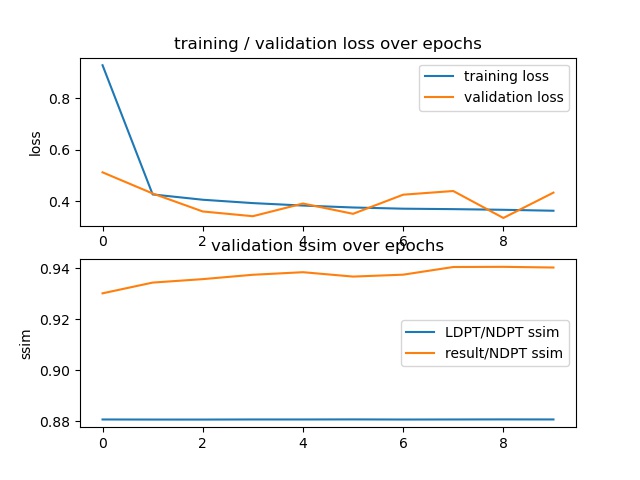 training / validation loss over epochs
training loss
validation loss
loss
0.8
0.6
0.4
0 2 4 6 8
validation ssim over epochs
ssim
0.94
0.92
0.90
0.88
LDPT/NDPT ssim
result/NDPT ssim
0 2 4 6 8